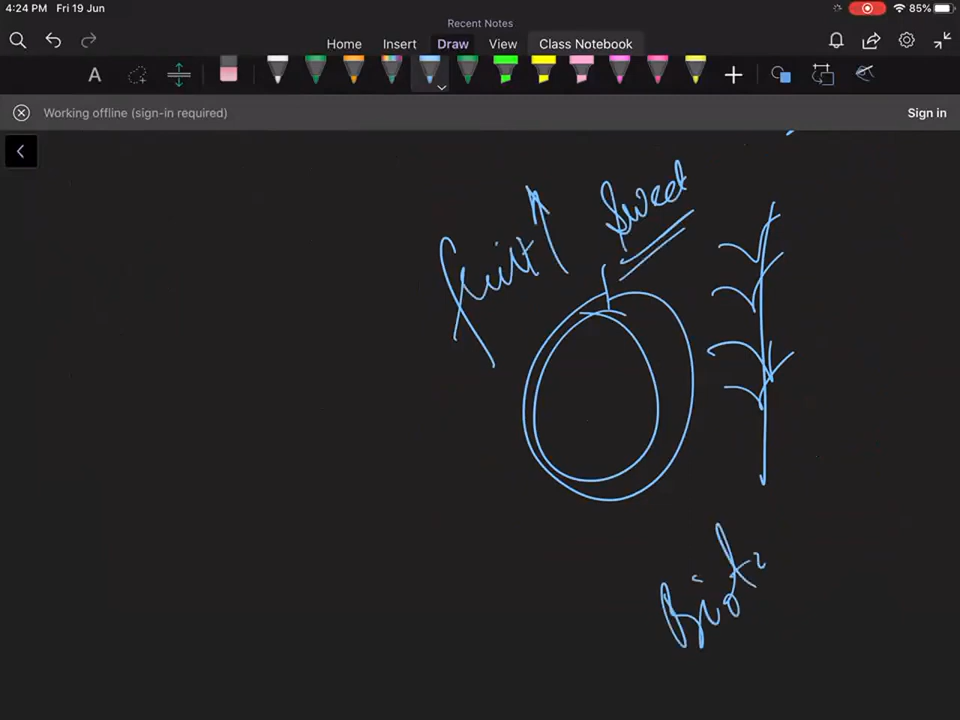 4:24 PM Fri 19 Jun
85%
Recent Notes
Home Insert Draw View Class Notebook
A
Working offline (sign-in required)
Sign in
Sweet
fruit